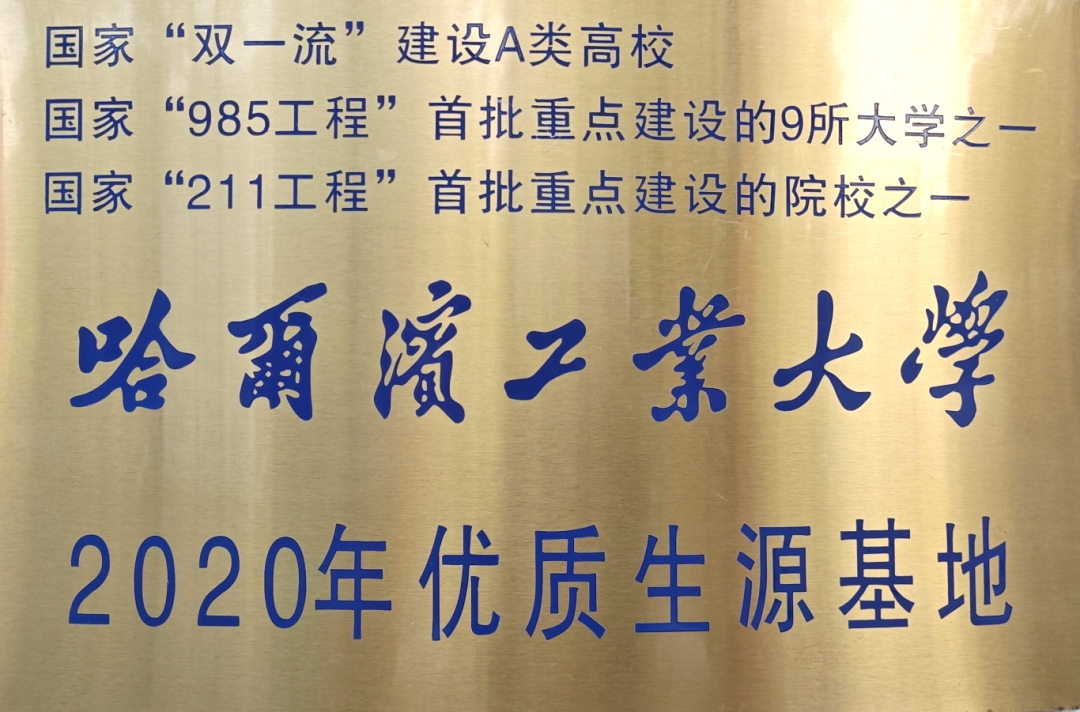 国家“双一流”建设A类高校
国家“985工程”首批重点建设的9所大学之一
国家“211工程”首批重点建设的院校之一
哈爾濱工業大學
2020年优质生源基地